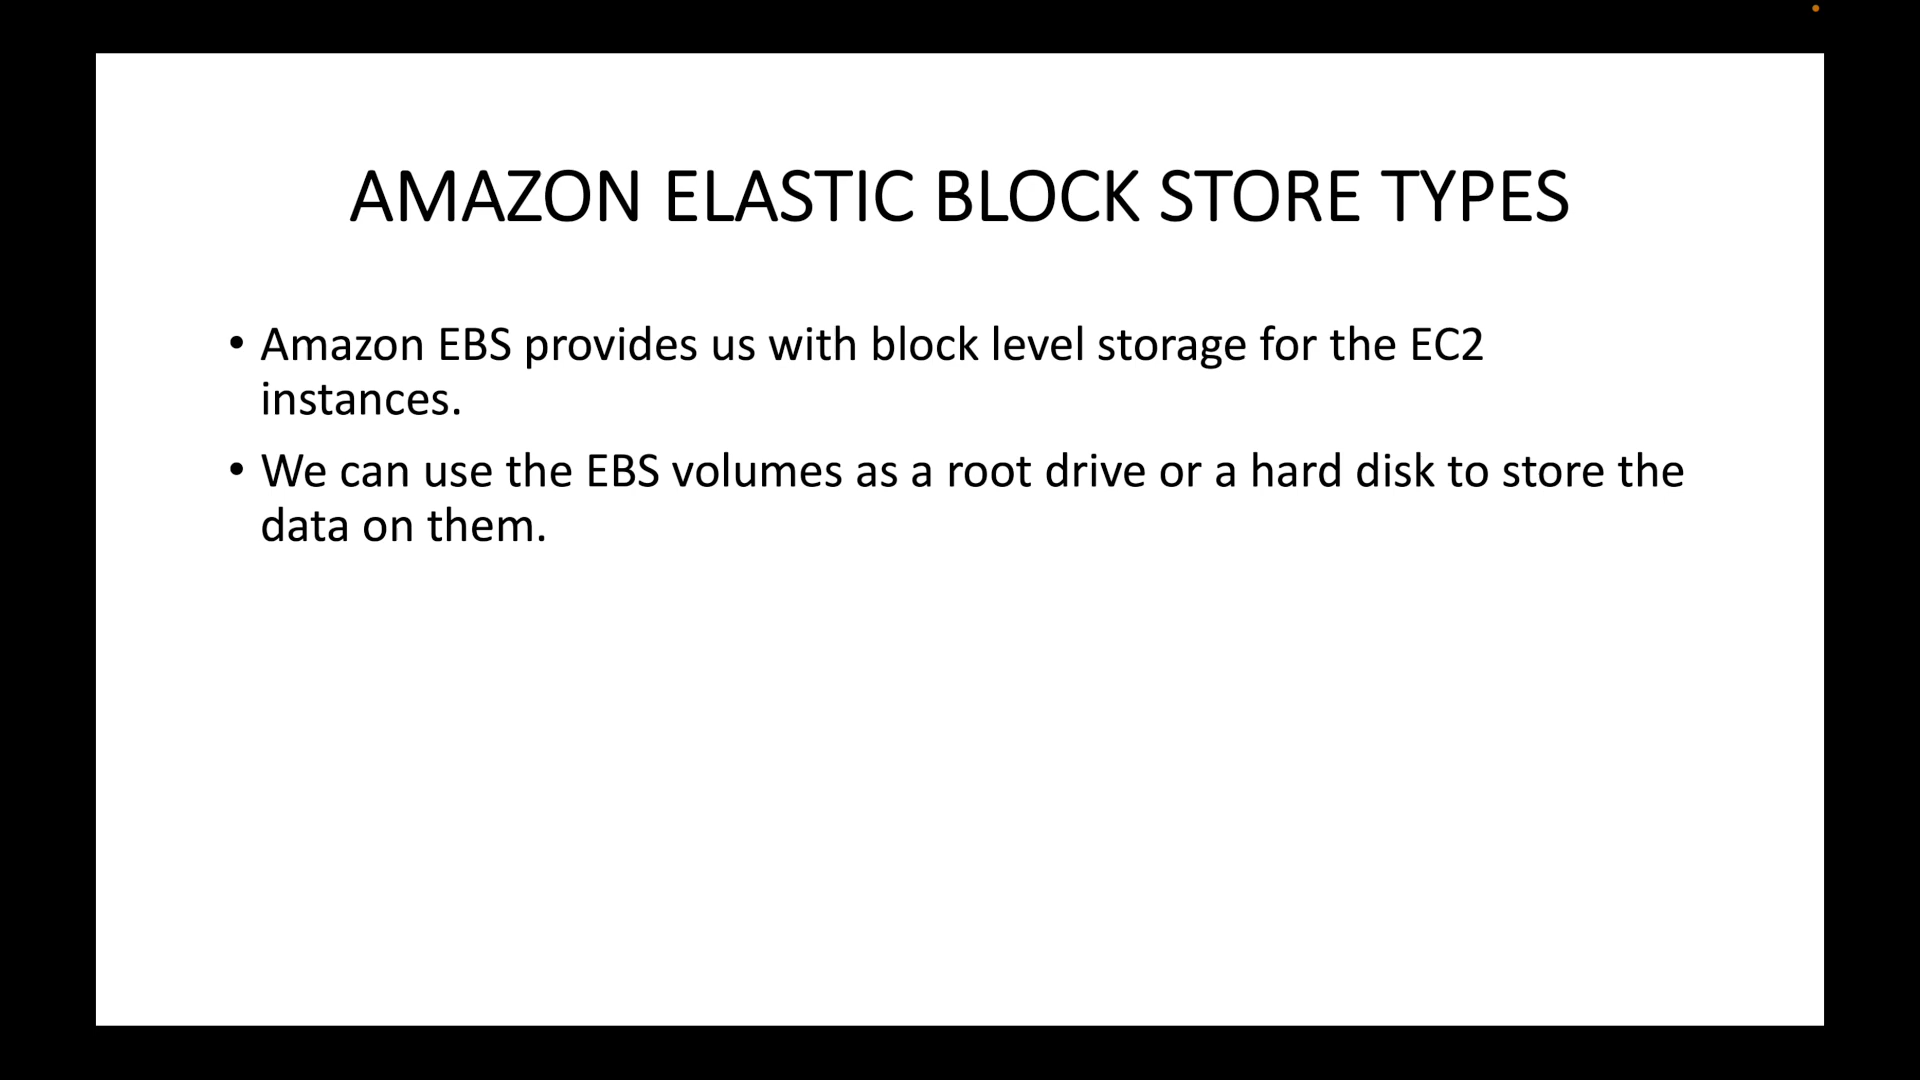 AMAZON ELASTIC BLOCK STORE TYPES
• Amazon EBS provides us with block level storage for the EC2
instances.
• We can use the EBS volumes as a root drive or a hard disk to store the
data on them.